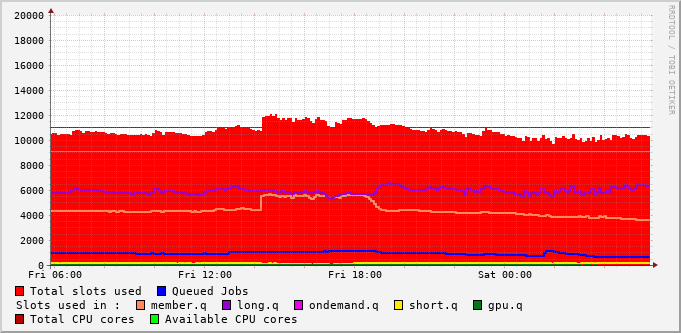 20000
18000
16000
14000
12000
10000
8000
6000
4000
2000
0
Fri 06:00 Fri 12:00 Fri 18:00 Sat 00:00
Total slots used Queued Jobs
Slots used in : member.q long.q ondemand.q short.q gpu.q
Total CPU cores Available CPU cores
RRDTOOL / TOBI OETIKER